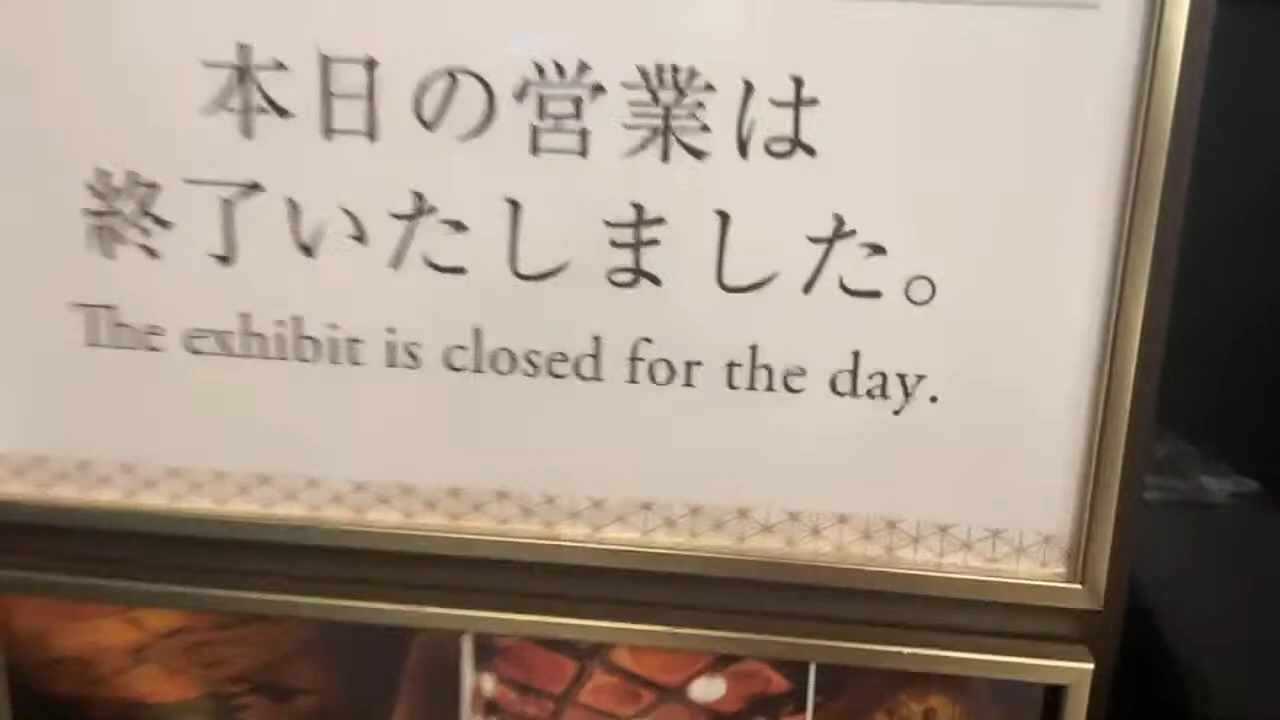 本日の営業は
終了いたしました。
The exhibit is closed for the day.